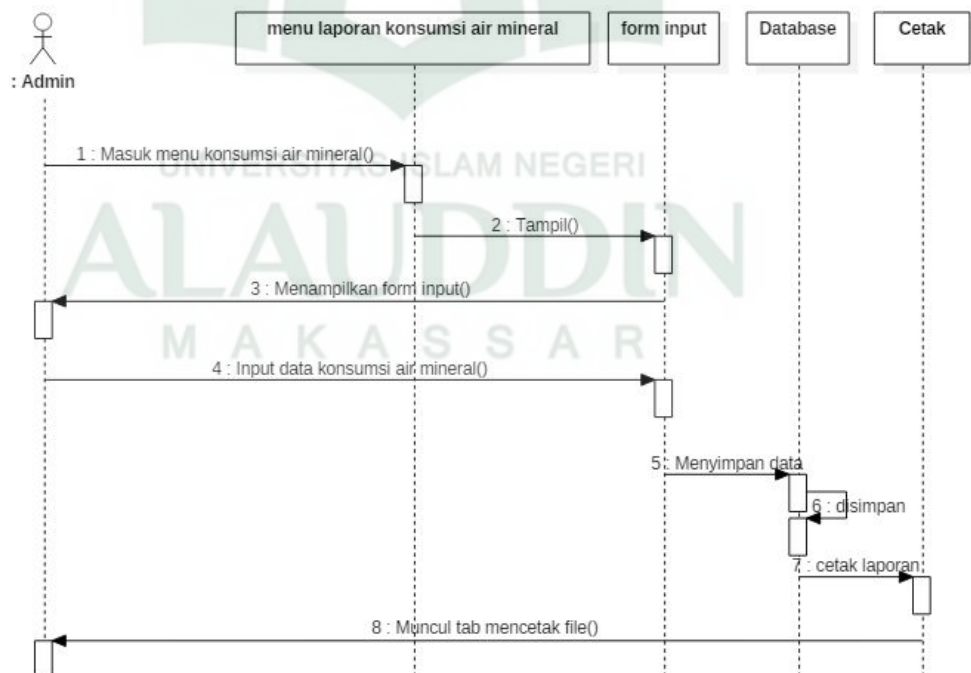 menu laporan konsumsi air mineral
form input
Database
Cetak
: Admin
1 : Masuk menu konsumsi air mineral()
UNIVERSITAS ISLAM NEGERI
2 : Tampil()
ALAUDDIN
3 : Menampilkan form input()
MAKASSAR
4 : Input data konsumsi air mineral()
5 : Menyimpan data
6 : disimpan
7 : cetak laporan
8 : Muncul tab mencetak file()